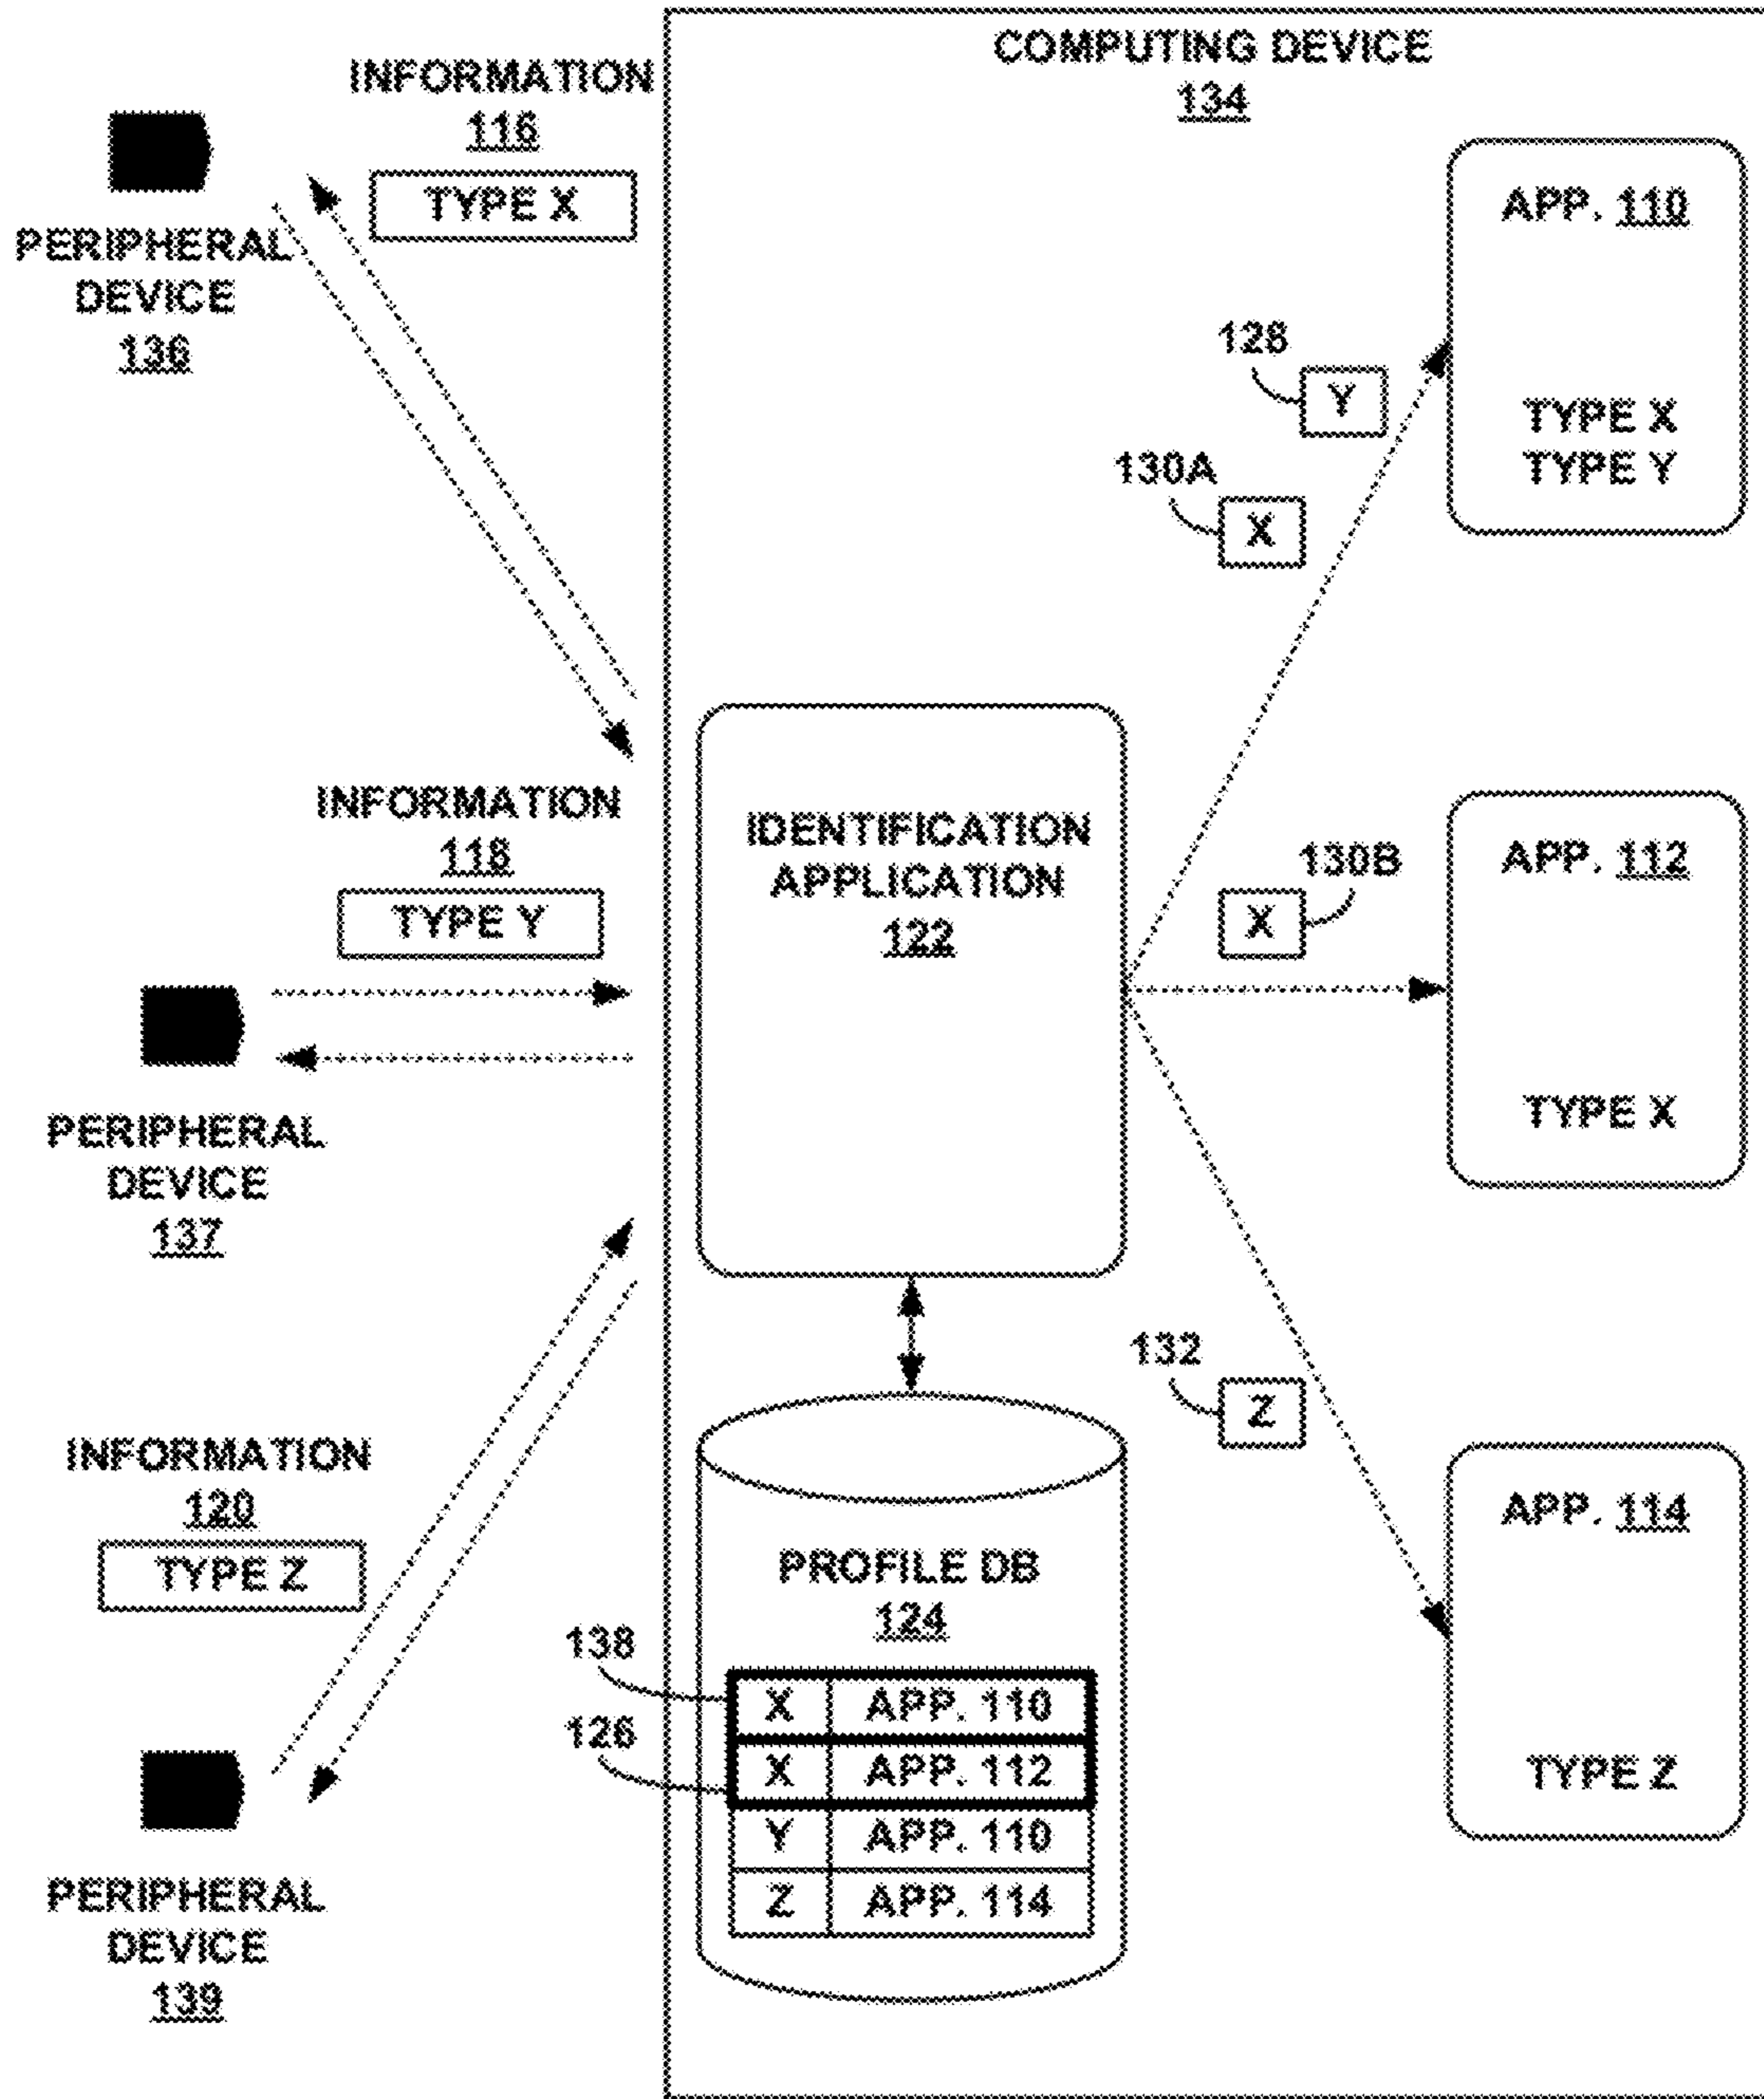 COMPUTING DEVICE
134
INFORMATION
116
TYPE X
PERIPHERAL
DEVICE
136
APP. 110
TYPE X
TYPE Y
128
Y
130A
X
INFORMATION
118
TYPE Y
IDENTIFICATION
APPLICATION
122
130B
X
APP. 112
TYPE X
PERIPHERAL
DEVICE
137
132
Z
INFORMATION
120
TYPE Z
APP. 114
TYPE Z
PROFILE DB
124
138
X APP. 110
126
X APP. 112
Y APP. 110
Z APP. 114
PERIPHERAL
DEVICE
139